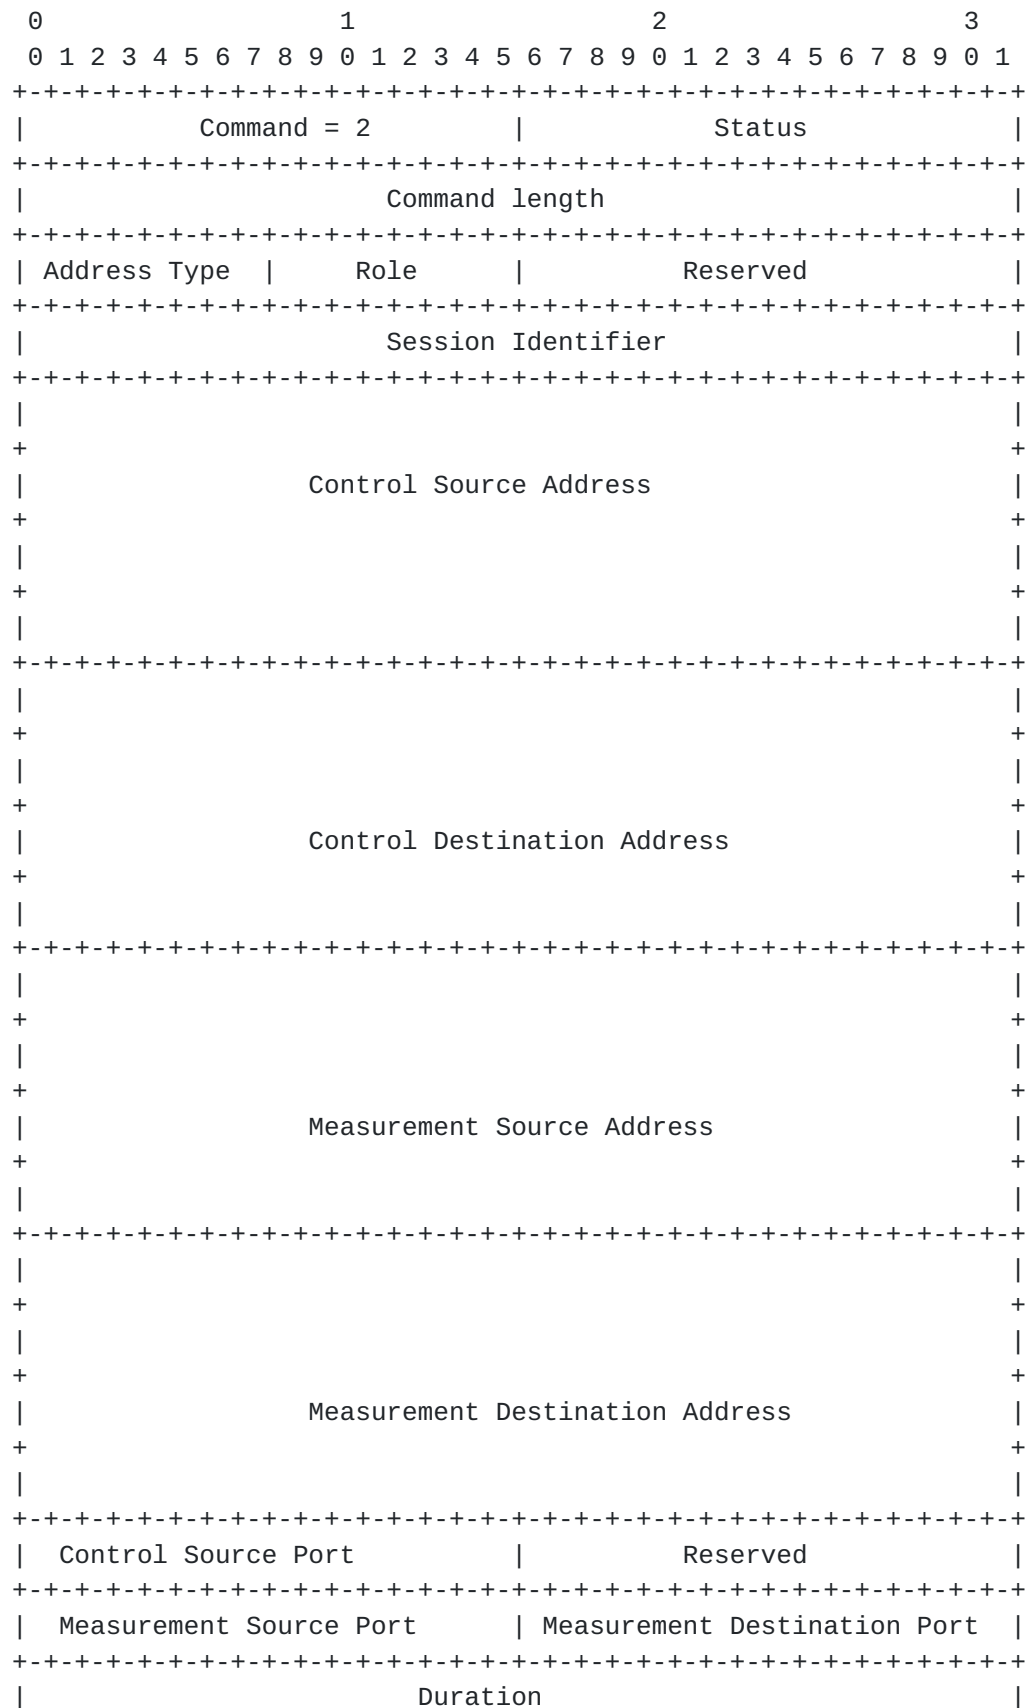 0                   1                   2                   3
 0 1 2 3 4 5 6 7 8 9 0 1 2 3 4 5 6 7 8 9 0 1 2 3 4 5 6 7 8 9 0 1
+-+-+-+-+-+-+-+-+-+-+-+-+-+-+-+-+-+-+-+-+-+-+-+-+-+-+-+-+-+-+-+-+
|           Command = 2         |            Status             |
+-+-+-+-+-+-+-+-+-+-+-+-+-+-+-+-+-+-+-+-+-+-+-+-+-+-+-+-+-+-+-+-+
|                       Command length                          |
+-+-+-+-+-+-+-+-+-+-+-+-+-+-+-+-+-+-+-+-+-+-+-+-+-+-+-+-+-+-+-+-+
| Address Type  |     Role      |          Reserved             |
+-+-+-+-+-+-+-+-+-+-+-+-+-+-+-+-+-+-+-+-+-+-+-+-+-+-+-+-+-+-+-+-+
|                       Session Identifier                      |
+-+-+-+-+-+-+-+-+-+-+-+-+-+-+-+-+-+-+-+-+-+-+-+-+-+-+-+-+-+-+-+-+
|                                                               |
+                                                               +
|                  Control Source Address                       |
+                                                               +
|                                                               |
+                                                               +
|                                                               |
+-+-+-+-+-+-+-+-+-+-+-+-+-+-+-+-+-+-+-+-+-+-+-+-+-+-+-+-+-+-+-+-+
|                                                               |
+                                                               +
|                                                               |
+                                                               +
|                  Control Destination Address                  |
+                                                               +
|                                                               |
+-+-+-+-+-+-+-+-+-+-+-+-+-+-+-+-+-+-+-+-+-+-+-+-+-+-+-+-+-+-+-+-+
|                                                               |
+                                                               +
|                                                               |
+                                                               +
|                  Measurement Source Address                   |
+                                                               +
|                                                               |
+-+-+-+-+-+-+-+-+-+-+-+-+-+-+-+-+-+-+-+-+-+-+-+-+-+-+-+-+-+-+-+-+
|                                                               |
+                                                               +
|                                                               |
+                                                               +
|                  Measurement Destination Address              |
+                                                               +
|                                                               |
+-+-+-+-+-+-+-+-+-+-+-+-+-+-+-+-+-+-+-+-+-+-+-+-+-+-+-+-+-+-+-+-+
|  Control Source Port          |          Reserved             |
+-+-+-+-+-+-+-+-+-+-+-+-+-+-+-+-+-+-+-+-+-+-+-+-+-+-+-+-+-+-+-+-+
|  Measurement Source Port      | Measurement Destination Port  |
+-+-+-+-+-+-+-+-+-+-+-+-+-+-+-+-+-+-+-+-+-+-+-+-+-+-+-+-+-+-+-+-+
|                         Duration                              |